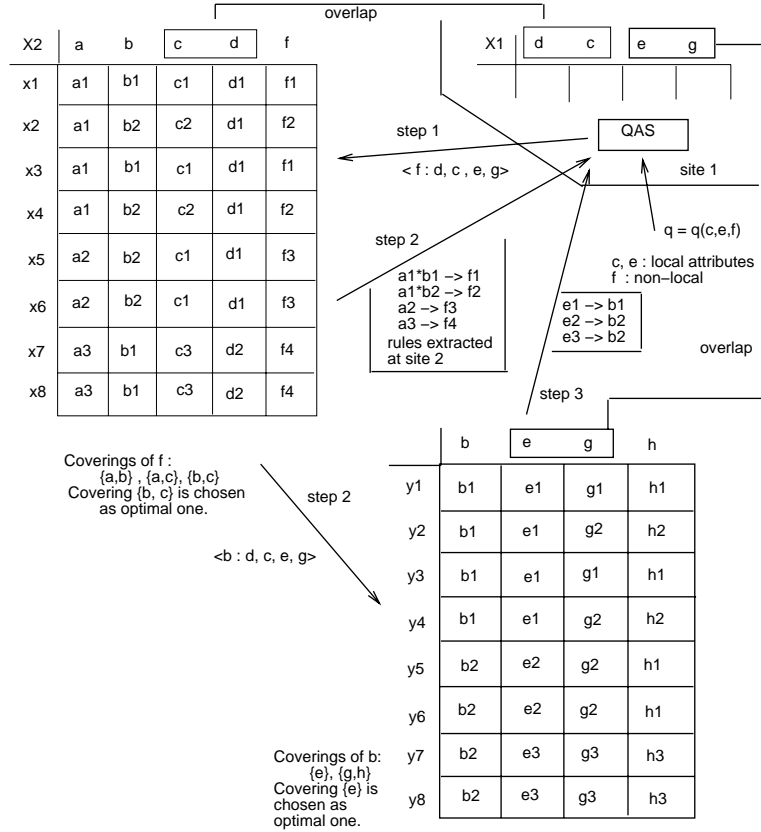 overlap
X2 a b c d f
x1 a1 b1 c1 d1 f1
x2 a1 b2 c2 d1 f2
x3 a1 b1 c1 d1 f1
x4 a1 b2 c2 d1 f2
x5 a2 b2 c1 d1 f3
x6 a2 b2 c1 d1 f3
x7 a3 b1 c3 d2 f4
x8 a3 b1 c3 d2 f4
X1 d c e g
QAS
site 1
step 1
< f : d, c , e, g>
q = q(c,e,f)
c, e : local attributes
f : non-local
step 2
a1*b1 -> f1
a1*b2 -> f2
a2 -> f3
a3 -> f4
rules extracted
at site 2
e1 -> b1
e2 -> b2
e3 -> b2
overlap
step 3
Coverings of f :
{a,b} , {a,c}, {b,c}
Covering {b, c} is chosen
as optimal one.
step 2
<b : d, c, e, g>
b e g h
y1 b1 e1 g1 h1
y2 b1 e1 g2 h2
y3 b1 e1 g1 h1
y4 b1 e1 g2 h2
y5 b2 e2 g2 h1
y6 b2 e2 g2 h1
y7 b2 e3 g3 h3
y8 b2 e3 g3 h3
Coverings of b:
{e}, {g,h}
Covering {e} is
chosen as
optimal one.